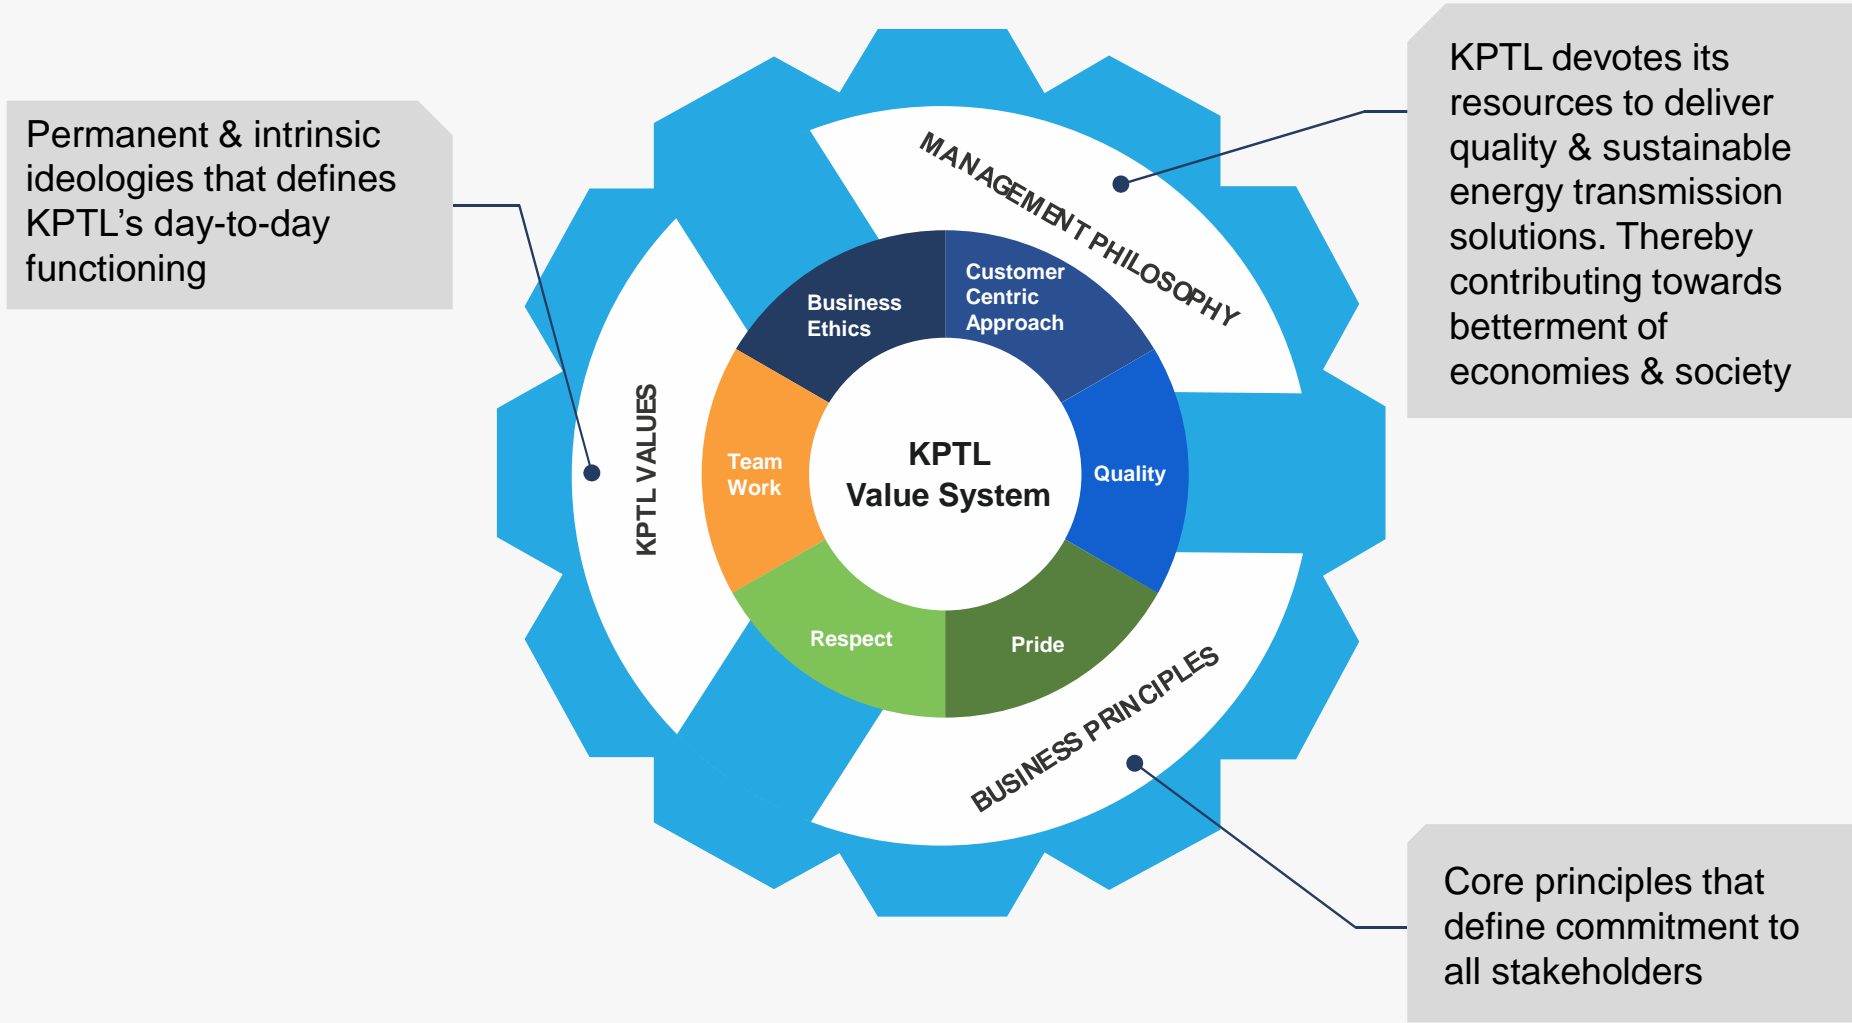 Permanent & intrinsic
ideologies that defines
KPTL’s day-to-day
functioning
KPTL devotes its
resources to deliver
quality & sustainable
energy transmission
solutions. Thereby
contributing towards
betterment of
economies & society
MANAGEMENT PHILOSOPHY
KPTL VALUES
BUSINESS PRINCIPLES
Business
Ethics
Customer
Centric
Approach
Team
Work
KPTL
Value System
Quality
Respect
Pride
Core principles that
define commitment to
all stakeholders